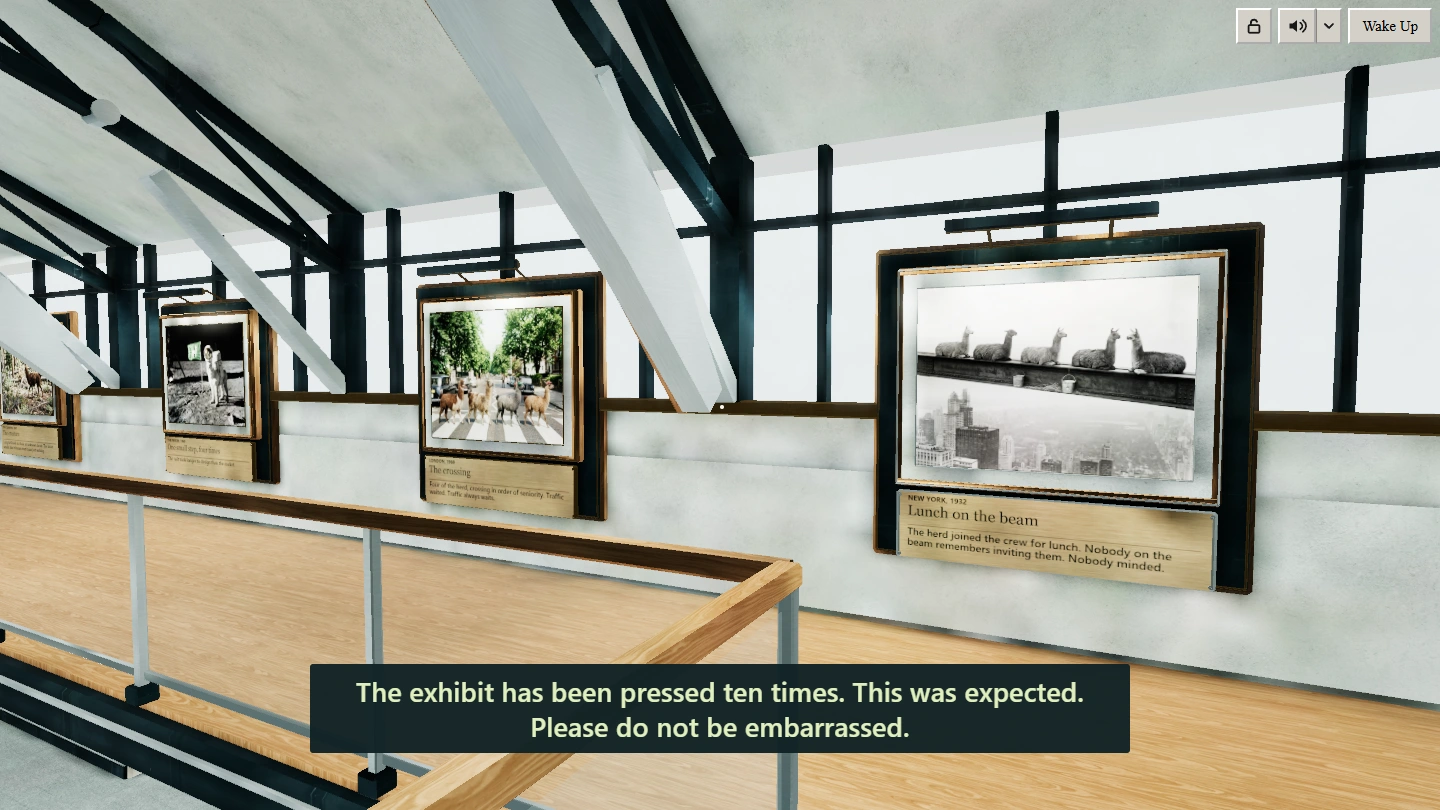 Wake Up
LONDON, 1969
The crossing
Four of the herd, crossing in order of seniority. Traffic
waited. Traffic always waits.
NEW YORK, 1932
Lunch on the beam
The herd joined the crew for lunch. Nobody on the
beam remembers inviting them. Nobody minded.
The exhibit has been pressed ten times. This was expected.
Please do not be embarrassed.